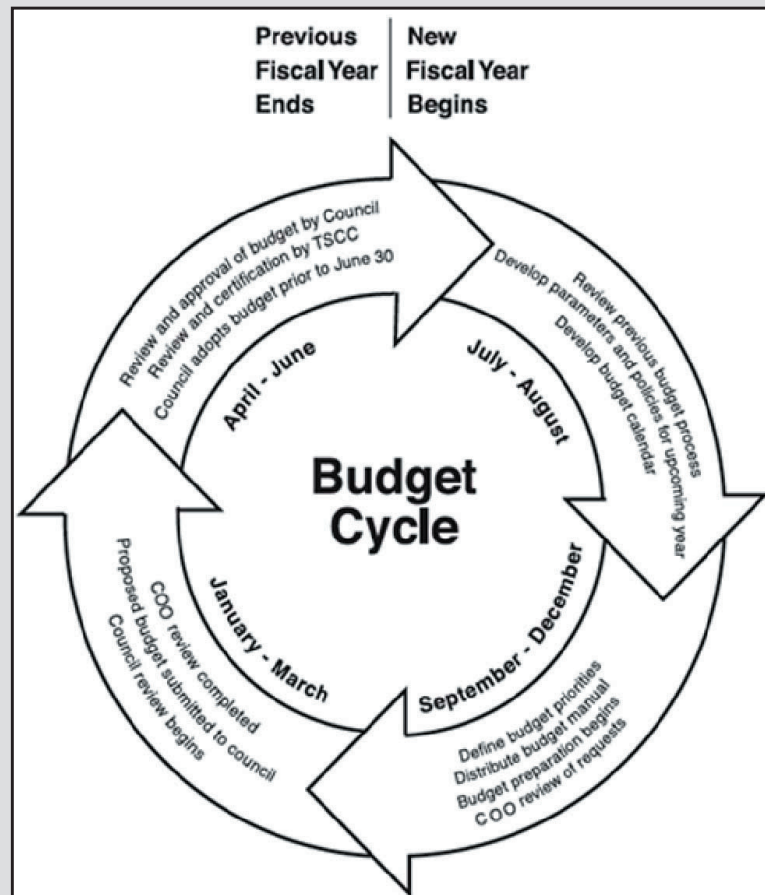 Previous
Fiscal Year
Ends
New
Fiscal Year
Begins
Review and approval of budget by Council
Review and certification by TSCC
Council adopts budget prior to June 30
April - June
Review previous budget process
Develop parameters and policies for upcoming year
Develop budget calendar
July - August
Budget
Cycle
September - December
Define budget priorities
Distribute budget manual
Budget preparation begins
COO review of requests
January - March
COO review completed
Proposed budget submitted to council
Council review begins